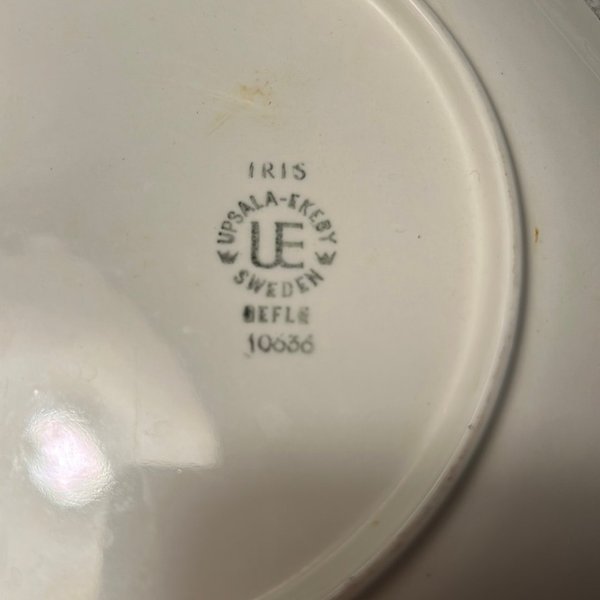 IRIS
UPSALA-EKEBY
UE
SWEDEN
GEFLE
10636